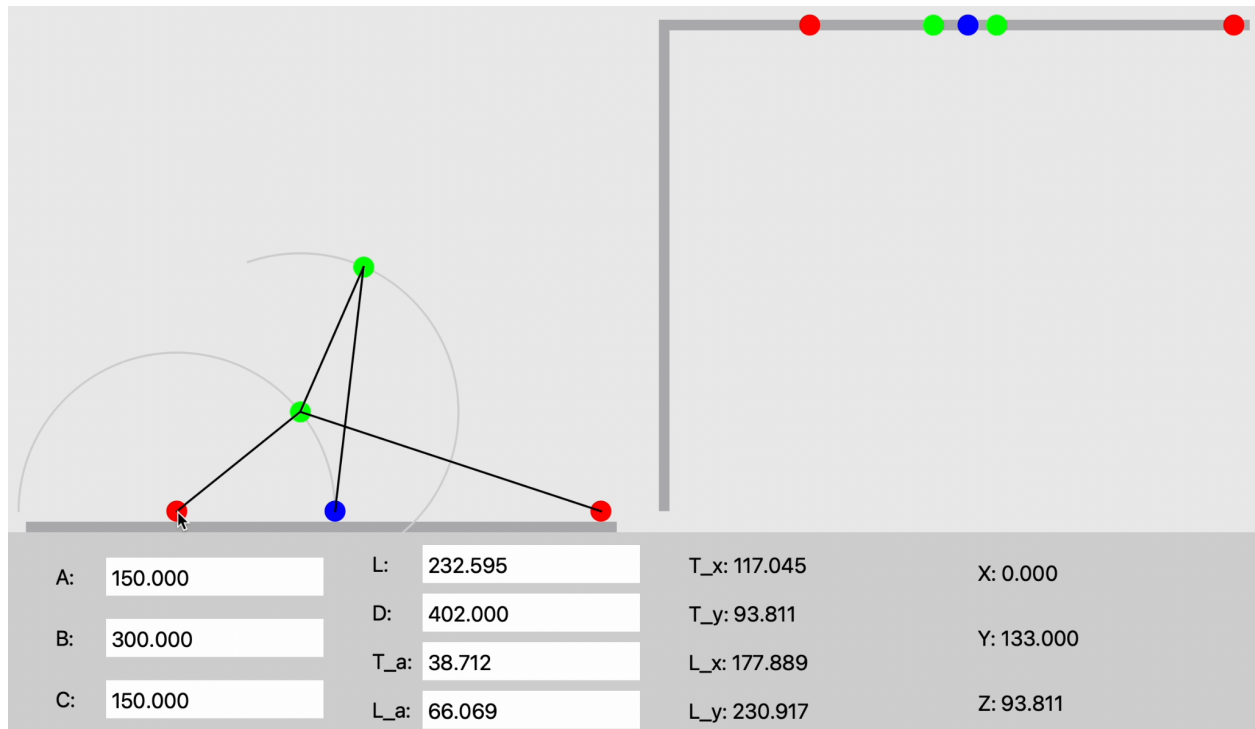 A: 150.000
B: 300.000
C: 150.000
L: 232.595
D: 402.000
T_a: 38.712
L_a: 66.069
T_x: 117.045
T_y: 93.811
L_x: 177.889
L_y: 230.917
X: 0.000
Y: 133.000
Z: 93.811